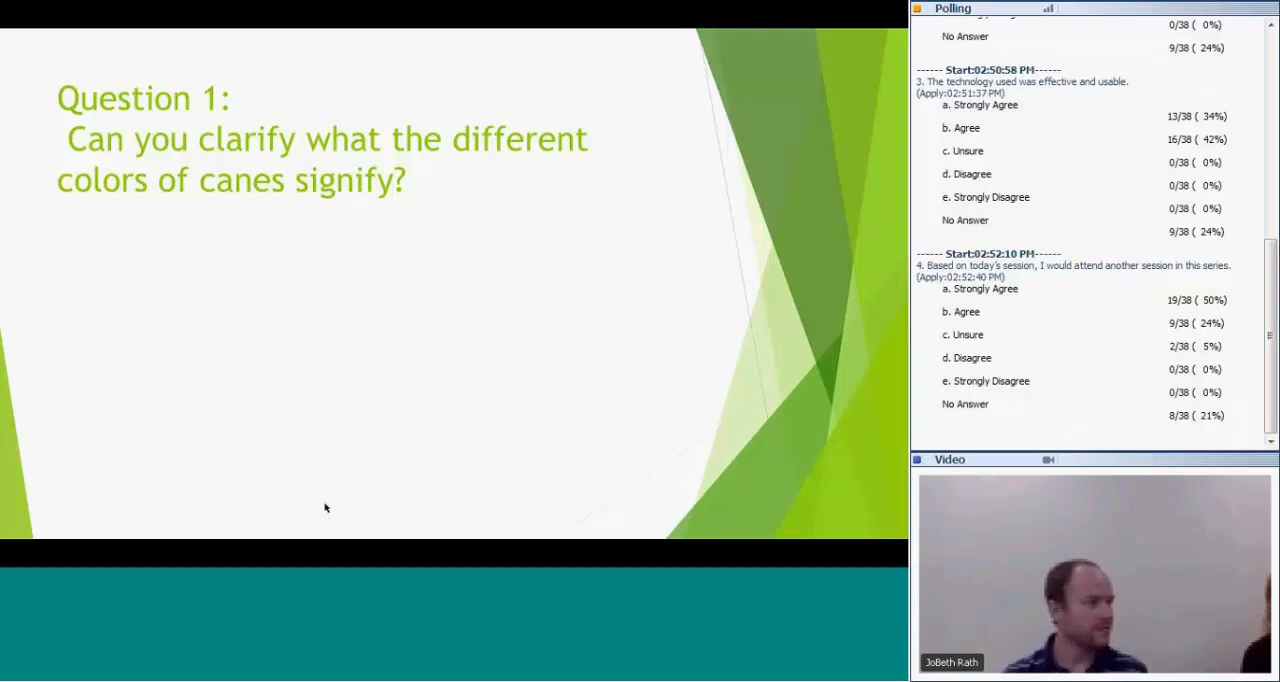 Question 1:
Can you clarify what the different
colors of canes signify?
Polling
0/38 ( 0%)
No Answer
9/38 ( 24%)
------ Start:02:50:58 PM------
3. The technology used was effective and usable.
(Apply:02:51:37 PM)
a. Strongly Agree
13/38 ( 34%)
b. Agree
16/38 ( 42%)
c. Unsure
0/38 ( 0%)
d. Disagree
0/38 ( 0%)
e. Strongly Disagree
0/38 ( 0%)
No Answer
9/38 ( 24%)
------ Start:02:52:10 PM------
4. Based on today's session, I would attend another session in this series.
(Apply:02:52:40 PM)
a. Strongly Agree
19/38 ( 50%)
b. Agree
9/38 ( 24%)
c. Unsure
2/38 ( 5%)
d. Disagree
0/38 ( 0%)
e. Strongly Disagree
0/38 ( 0%)
No Answer
8/38 ( 21%)
Video
JoBeth Rath